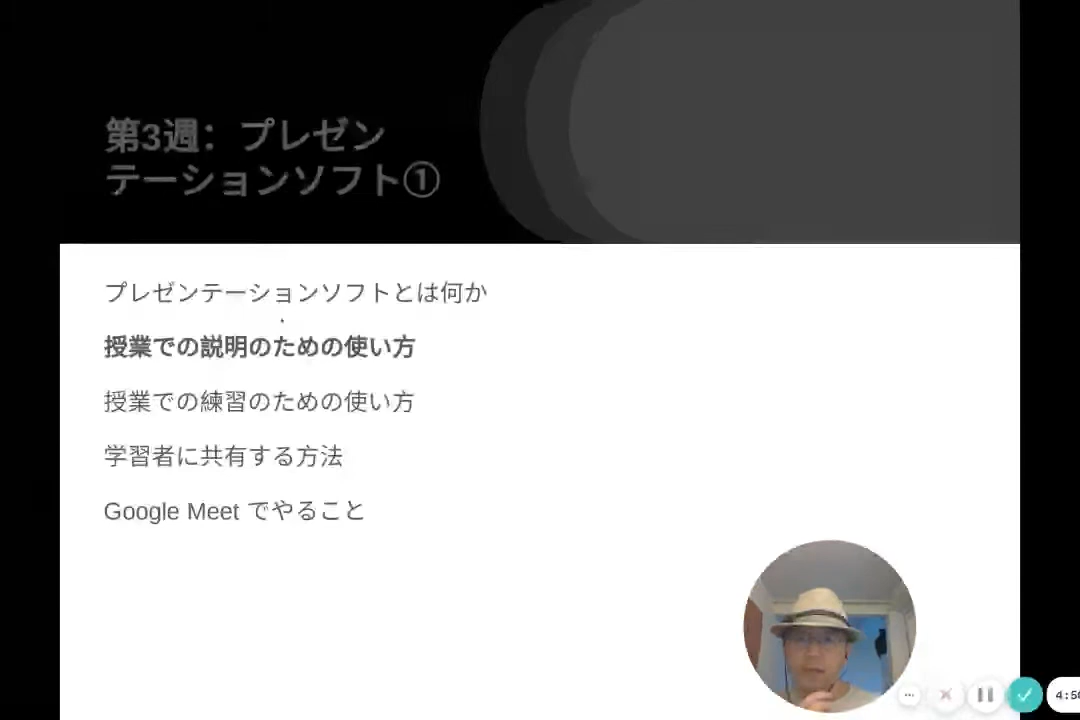 第3週：プレゼン
テーションソフト①
プレゼンテーションソフトとは何か
授業での説明のための使い方
授業での練習のための使い方
学習者に共有する方法
Google Meet でやること